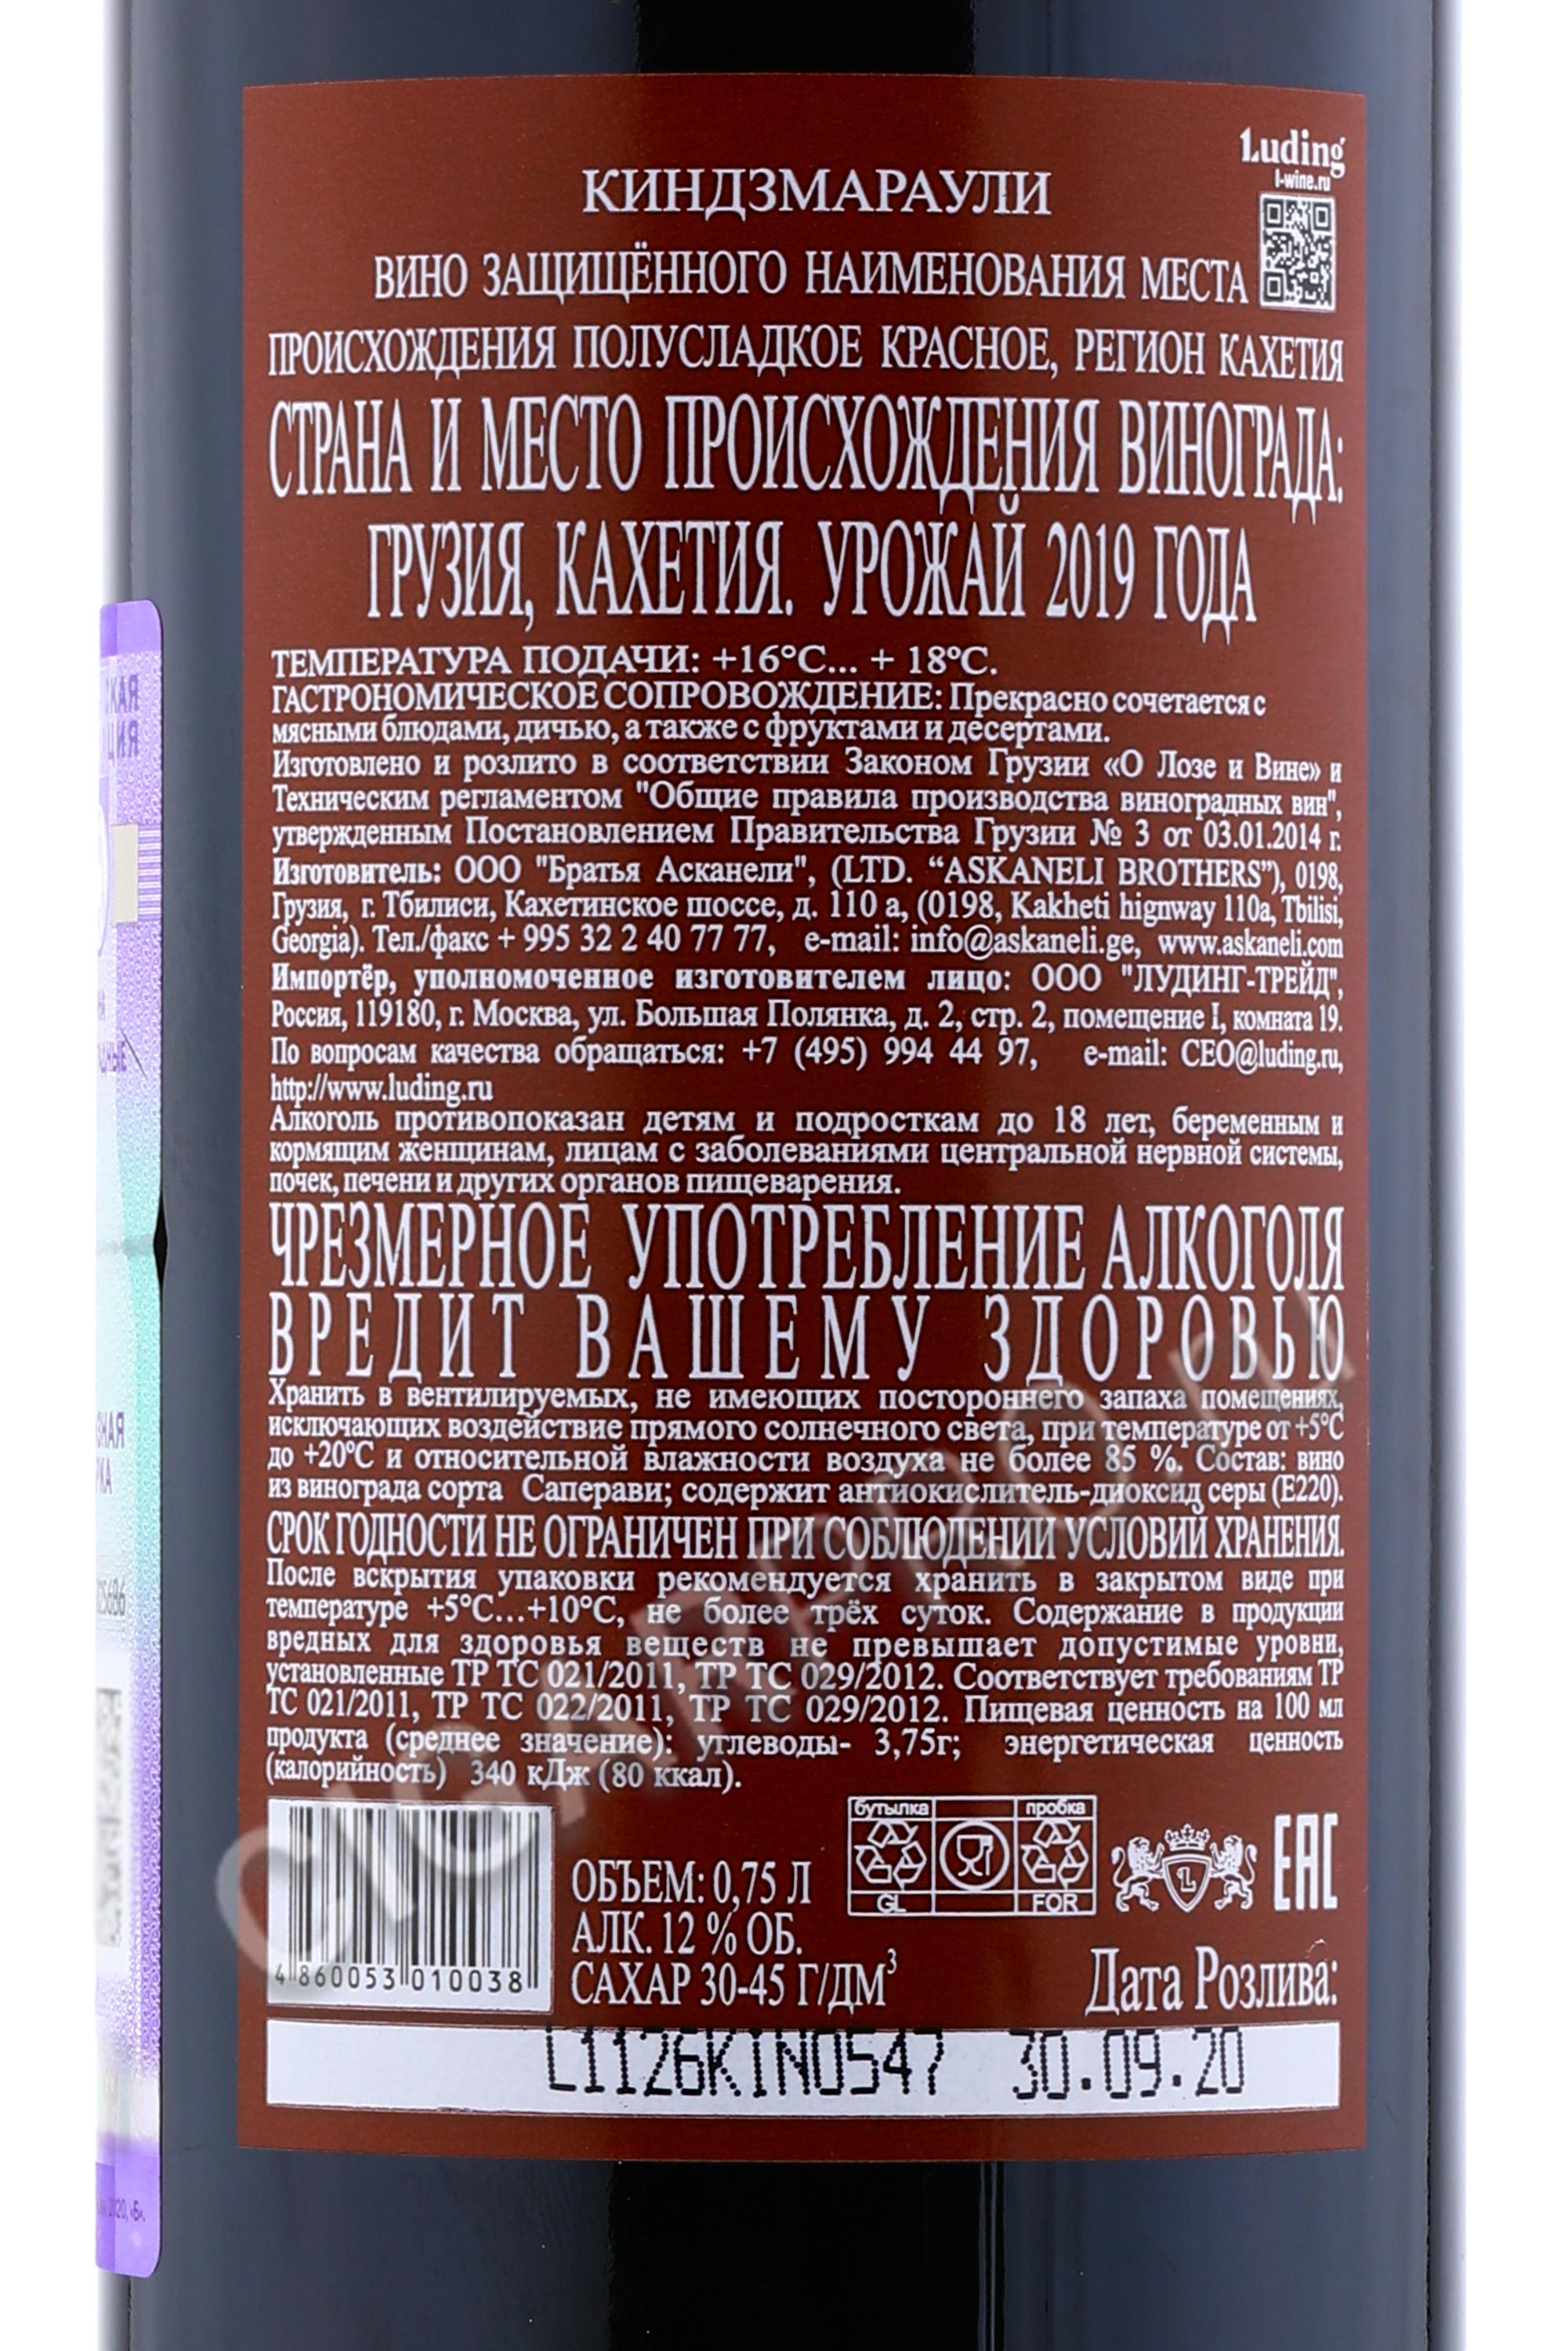 Luding
l-wine.ru
КИНДЗМАРАУЛИ
ВИНО ЗАЩИЩЁННОГО НАИМЕНОВАНИЯ МЕСТА
ПРОИСХОЖДЕНИЯ ПОЛУСЛАДКОЕ КРАСНОЕ, РЕГИОН КАХЕТИЯ
СТРАНА И МЕСТО ПРОИСХОЖДЕНИЯ ВИНОГРАДА:
ГРУЗИЯ, КАХЕТИЯ. УРОЖАЙ 2019 ГОДА
ТЕМПЕРАТУРА ПОДАЧИ: +16°С... + 18°С.
ГАСТРОНОМИЧЕСКОЕ СОПРОВОЖДЕНИЕ: Прекрасно сочетается с
мясными блюдами, дичью, а также с фруктами и десертами.
Изготовлено и розлито в соответствии Законом Грузии «О Лозе и Вине» и
Техническим регламентом "Общие правила производства виноградных вин",
утвержденным Постановлением Правительства Грузии № 3 от 03.01.2014 г.
Изготовитель: ООО "Братья Асканели", (LTD. “ASKANELI BROTHERS”), 0198,
Грузия, г. Тбилиси, Кахетинское шоссе, д. 110 а, (0198, Kakheti hignway 110a, Tbilisi,
Georgia). Тел./факс + 995 32 2 40 77 77, e-mail: info@askaneli.ge, www.askaneli.com
Импортёр, уполномоченное изготовителем лицо: ООО "ЛУДИНГ-ТРЕЙД",
Россия, 119180, г. Москва, ул. Большая Полянка, д. 2, стр. 2, помещение I, комната 19.
По вопросам качества обращаться: +7 (495) 994 44 97, e-mail: CEO@luding.ru,
http://www.luding.ru
Алкоголь противопоказан детям и подросткам до 18 лет, беременным и
кормящим женщинам, лицам с заболеваниями центральной нервной системы,
почек, печени и других органов пищеварения.
ЧРЕЗМЕРНОЕ УПОТРЕБЛЕНИЕ АЛКОГОЛЯ
ВРЕДИТ ВАШЕМУ ЗДОРОВЬЮ
Хранить в вентилируемых, не имеющих постороннего запаха помещениях,
исключающих воздействие прямого солнечного света, при температуре от +5°С
до +20°С и относительной влажности воздуха не более 85 %. Состав: вино
из винограда сорта Саперави; содержит антиокислитель-диоксид серы (Е220).
СРОК ГОДНОСТИ НЕ ОГРАНИЧЕН ПРИ СОБЛЮДЕНИИ УСЛОВИЙ ХРАНЕНИЯ.
После вскрытия упаковки рекомендуется хранить в закрытом виде при
температуре +5°С...+10°С, не более трёх суток. Содержание в продукции
вредных для здоровья веществ не превышает допустимые уровни,
установленные ТР ТС 021/2011, ТР ТС 029/2012. Соответствует требованиям ТР
ТС 021/2011, ТР ТС 022/2011, ТР ТС 029/2012. Пищевая ценность на 100 мл
продукта (среднее значение): углеводы- 3,75г; энергетическая ценность
(калорийность) 340 кДж (80 ккал).
бутылка пробка
GL FOR
EAC
ОБЪЕМ: 0,75 Л
АЛК. 12 % ОБ.
САХАР 30-45 Г/ДМ³
4 860053 010038
Дата Розлива:
L1126KIN0547 30.09.20
CIGARPRO.ru